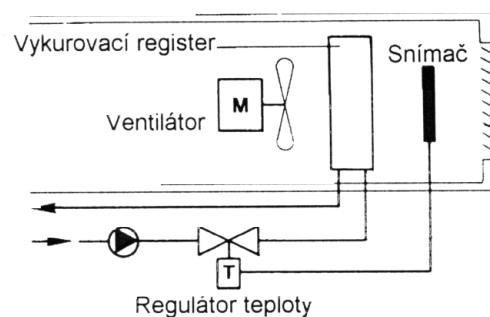 Vykurovací register
Snímač
M
Ventilátor
T
Regulátor teploty